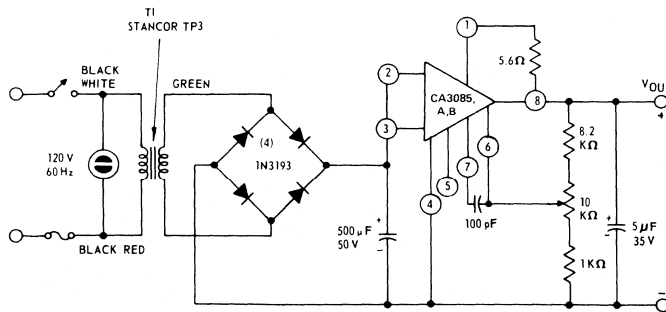 T1
STANCOR TP3
BLACK
WHITE
GREEN
120 V
60 Hz
BLACK RED
(4)
1N3193
500 µF
50 V
+
−
2
3
1
5.6Ω
CA3085,
A,B
8
7
6
5
4
100 pF
VOU
+
8.2
KΩ
10
KΩ
1KΩ
+
−
5µF
35 V
−